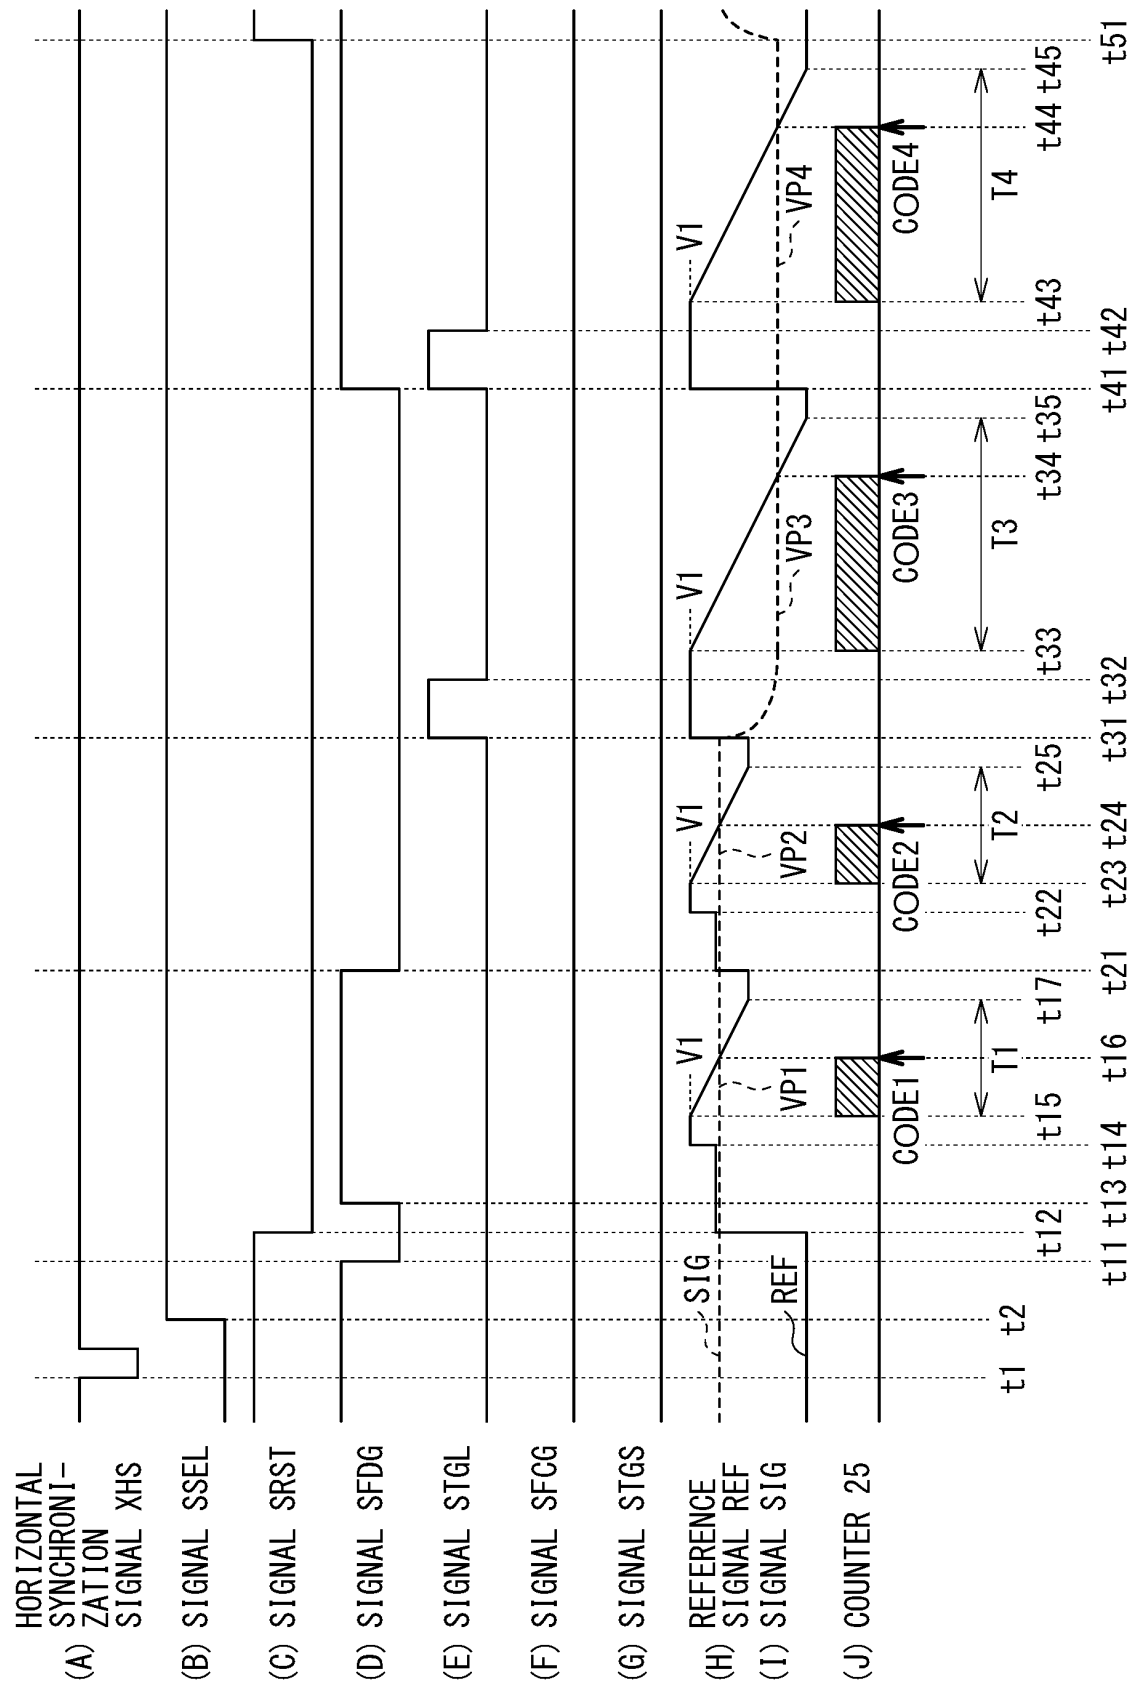 HORIZONTAL
SYNCHRONI-
ZATION
(A) SIGNAL XHS
(B) SIGNAL SSEL
(C) SIGNAL SRST
(D) SIGNAL SFDG
(E) SIGNAL STGL
(F) SIGNAL SFCG
(G) SIGNAL STGS
REFERENCE
(H) SIGNAL REF
(I) SIGNAL SIG
(J) COUNTER 25
SIG
REF
V1
V1
V1
V1
VP1
VP2
VP3
VP4
CODE1
CODE2
CODE3
CODE4
T1
T2
T3
T4
t1
t2
t12
t15
t17
t22
t25
t33
t34
t35
t43
t44
t45
t11
t13
t14
t16
t21
t23
t24
t31
t32
t41
t42
t51